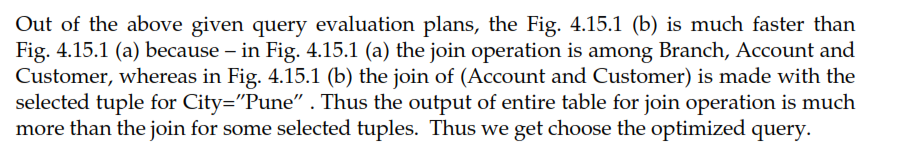 Out of the above given query evaluation plans, the Fig. 4.15.1 (b) is much faster than
Fig. 4.15.1 (a) because – in Fig. 4.15.1 (a) the join operation is among Branch, Account and
Customer, whereas in Fig. 4.15.1 (b) the join of (Account and Customer) is made with the
selected tuple for City=”Pune” . Thus the output of entire table for join operation is much
more than the join for some selected tuples. Thus we get choose the optimized query.